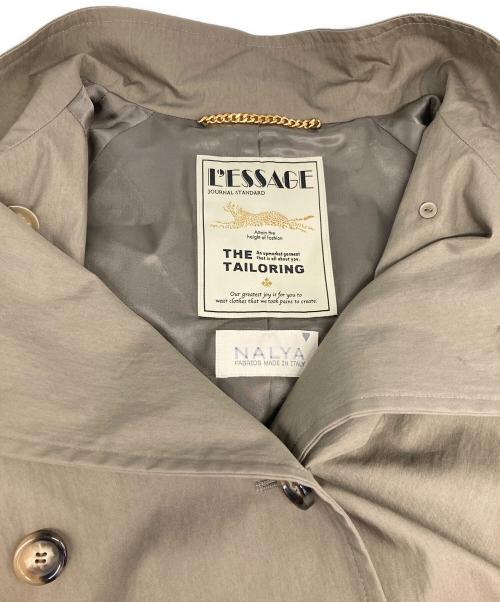 L'ESSAGE
JOURNAL STANDARD
Attain the
height of fashion
THE An upmarket garment
that is all about you.
TAILORING
Our greatest joy is for you to
wear clothes that we took pains to create.
NALYA
FABRICS MADE IN ITALY